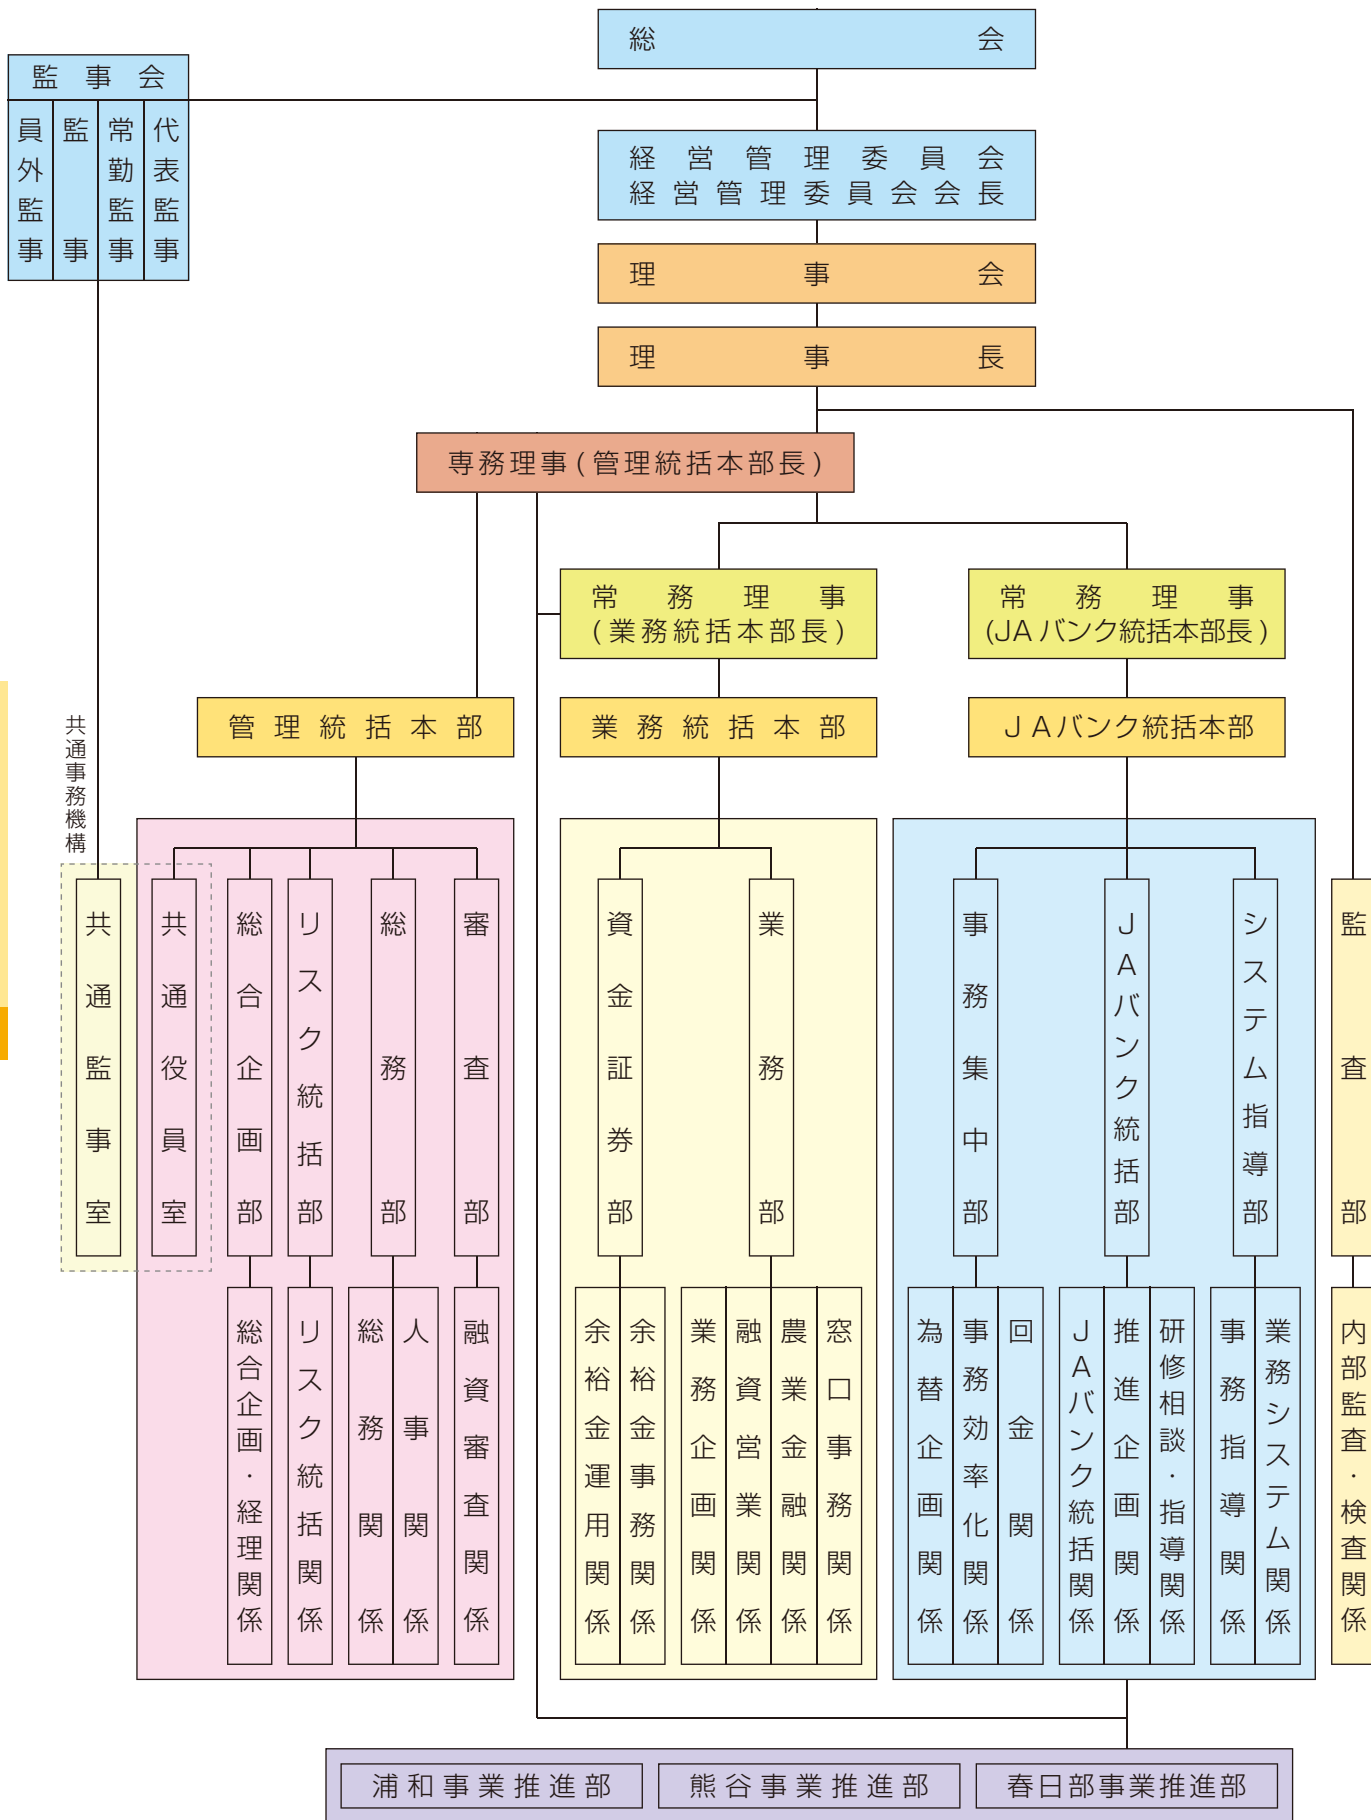 総会
監事会
代表監事
常勤監事
監事
員外監事
経営管理委員会
経営管理委員会会長
理事会
理事長
専務理事(管理統括本部長)
常務理事
(業務統括本部長)
常務理事
(JAバンク統括本部長)
管理統括本部
業務統括本部
JAバンク統括本部
共通事務機構
共通監事室
共通役員室
総合企画部
リスク統括部
総務部
審査部
資金証券部
業務部
事務集中部
JAバンク統括部
システム指導部
監査部
総合企画・経理関係
リスク統括関係
総務関係
人事関係
融資審査関係
余裕金運用関係
余裕金事務関係
業務企画関係
融資営業関係
農業金融関係
窓口事務関係
為替企画関係
事務効率化関係
回金関係
JAバンク統括関係
推進企画関係
研修相談・指導関係
事務指導関係
業務システム関係
内部監査・検査関係
浦和事業推進部
熊谷事業推進部
春日部事業推進部